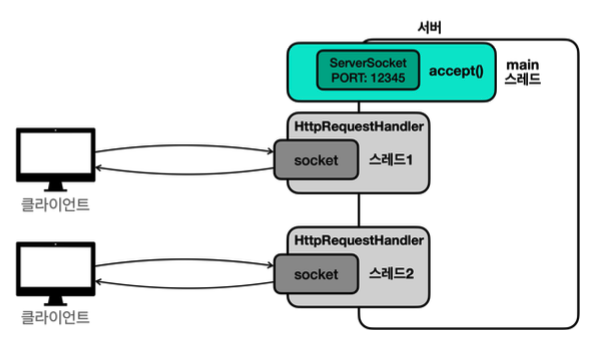 서버
ServerSocket
PORT: 12345
accept()
main
스레드
HttpRequestHandler
socket
스레드1
클라이언트
HttpRequestHandler
socket
스레드2
클라이언트